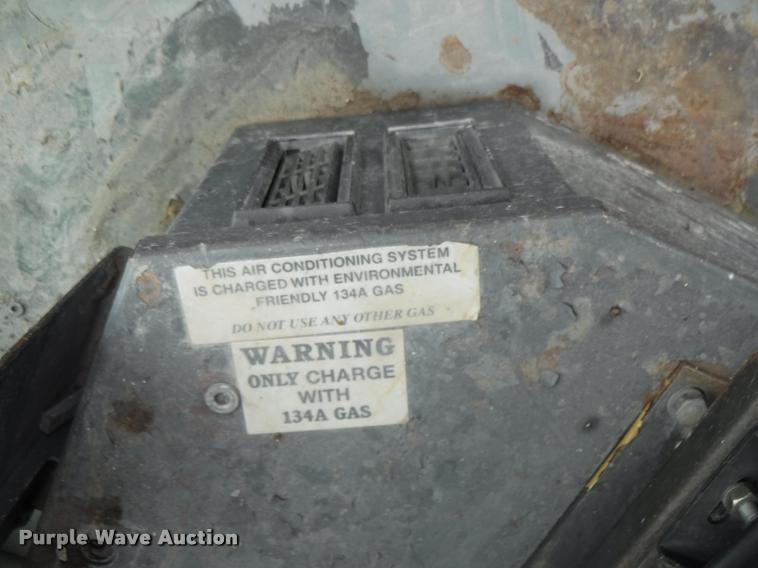 THIS AIR CONDITIONING SYSTEM
IS CHARGED WITH ENVIRONMENTAL
FRIENDLY 134A GAS
DO NOT USE ANY OTHER GAS
WARNING
ONLY CHARGE
WITH
134A GAS
Purple Wave Auction